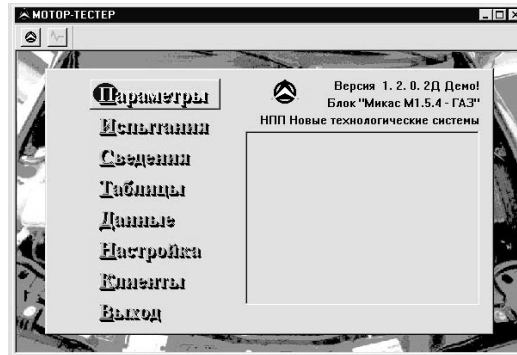 МОТОР-ТЕСТЕР
Параметры
Испытания
Сведения
Таблицы
Данные
Настройка
Клиенты
Выход
Версия 1. 2. 0. 2Д Демо!
Блок "Микас М1.5.4 - ГАЗ"
НПП Новые технологические системы